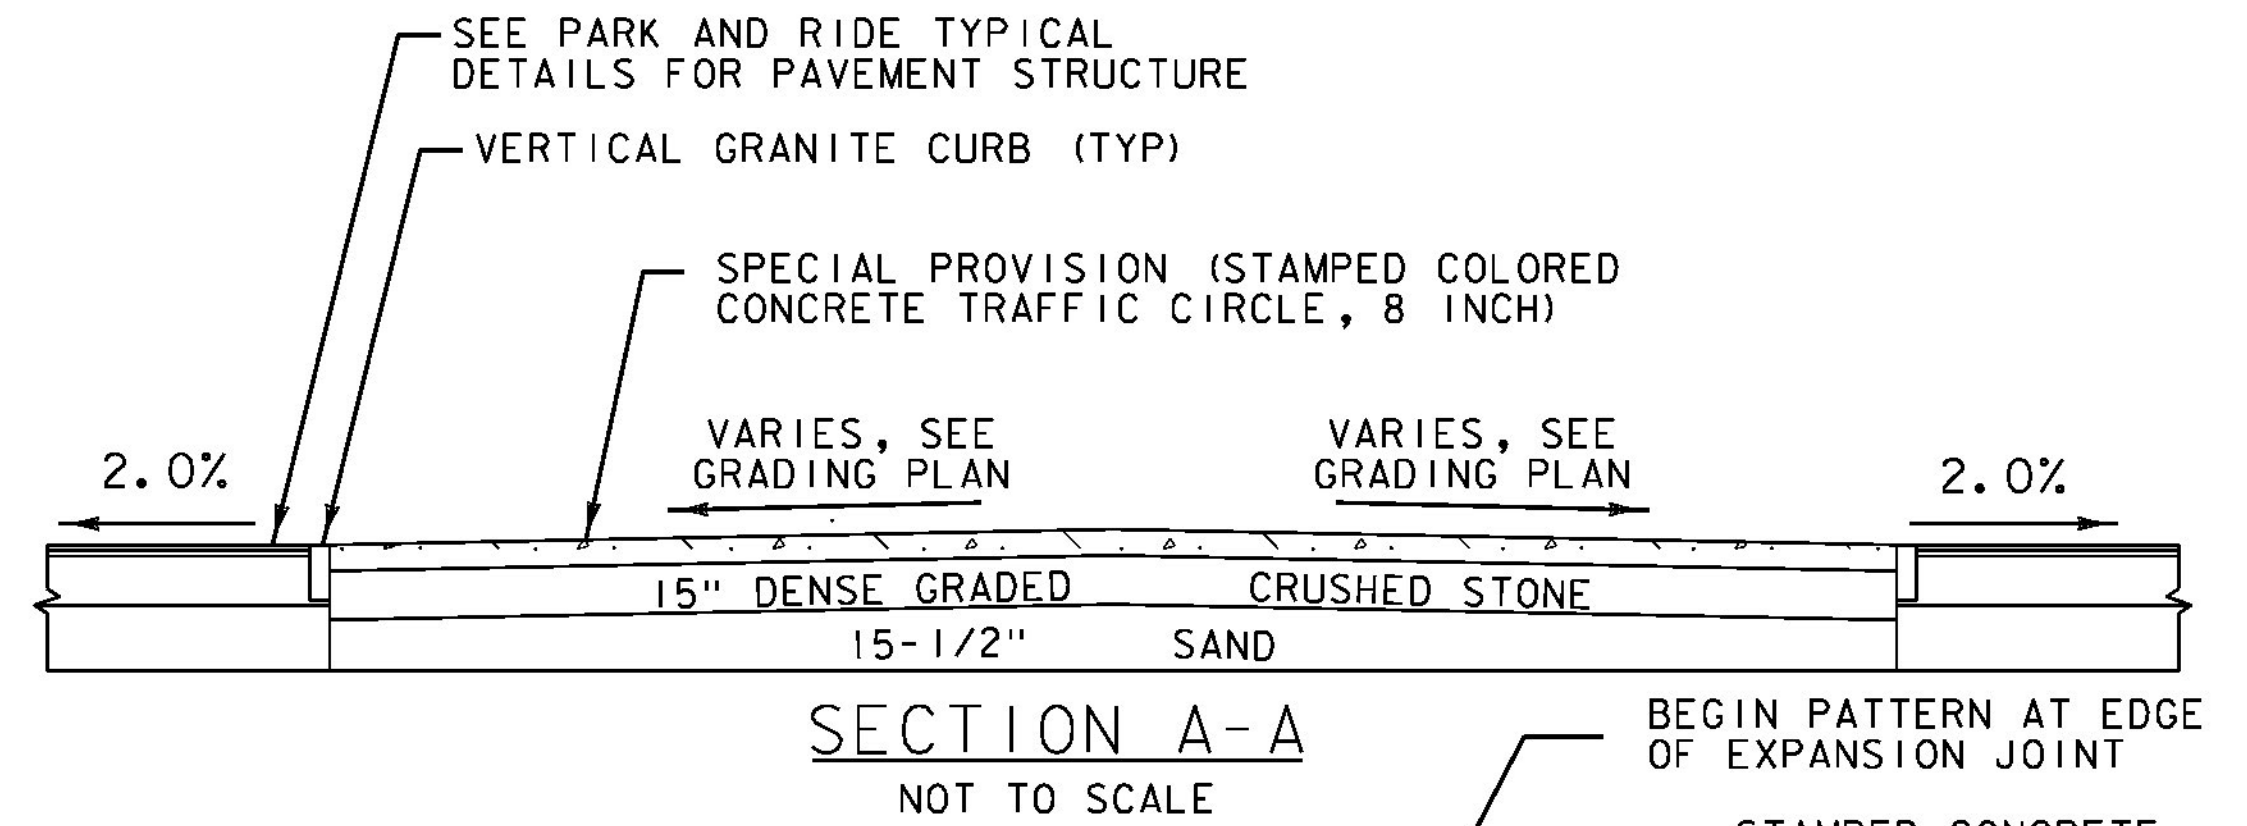 SEE PARK AND RIDE TYPICAL
DETAILS FOR PAVEMENT STRUCTURE
VERTICAL GRANITE CURB (TYP)
SPECIAL PROVISION (STAMPED COLORED
CONCRETE TRAFFIC CIRCLE, 8 INCH)
VARIES, SEE
GRADING PLAN
VARIES, SEE
GRADING PLAN
2.0%
2.0%
15" DENSE GRADED CRUSHED STONE
15-1/2" SAND
SECTION A-A
NOT TO SCALE
BEGIN PATTERN AT EDGE
OF EXPANSION JOINT
STAMPED CONCRETE